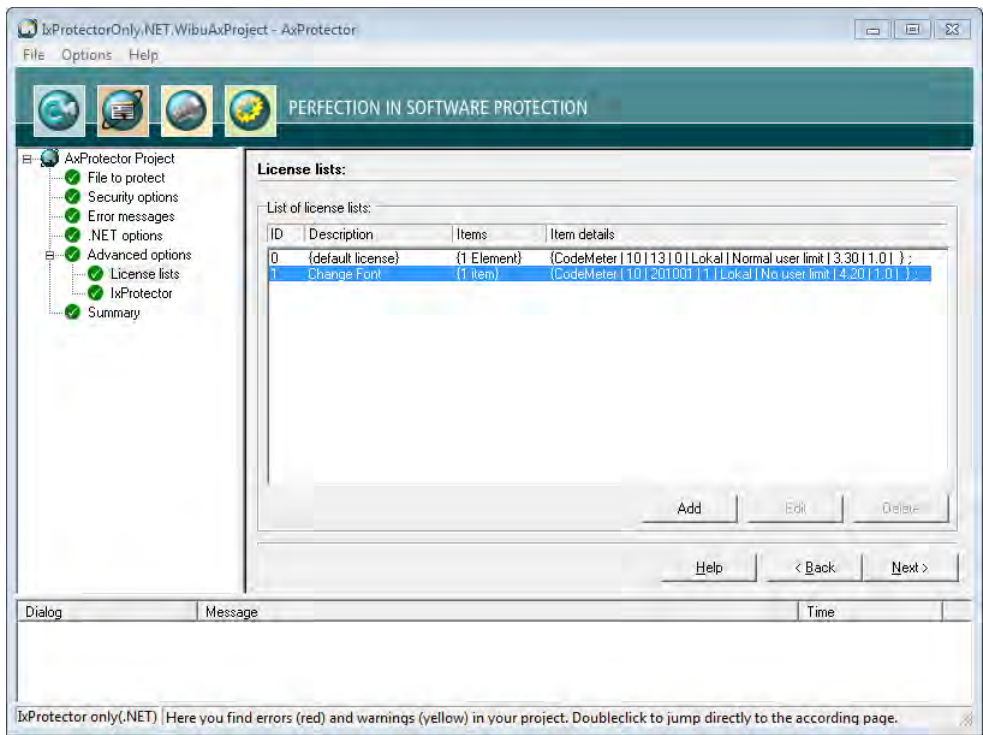 IxProtectorOnly.NET.WibuAxProject - AxProtector
File Options Help
PERFECTION IN SOFTWARE PROTECTION
AxProtector Project
File to protect
Security options
Error messages
.NET options
Advanced options
License lists
IxProtector
Summary
License lists:
List of license lists:
ID Description Items Item details
0 {default license} {1 Element} {CodeMeter | 10 | 13 | 0 | Lokal | Normal user limit | 3.30 | 1.0 | } ;
1 Change Font {1 item} {CodeMeter | 10 | 201001 | 1 | Lokal | No user limit | 4.20 | 1.0 | } ;
Add Edit Delete
Help < Back Next >
Dialog Message Time
IxProtector only(.NET) Here you find errors (red) and warnings (yellow) in your project. Doubleclick to jump directly to the according page.